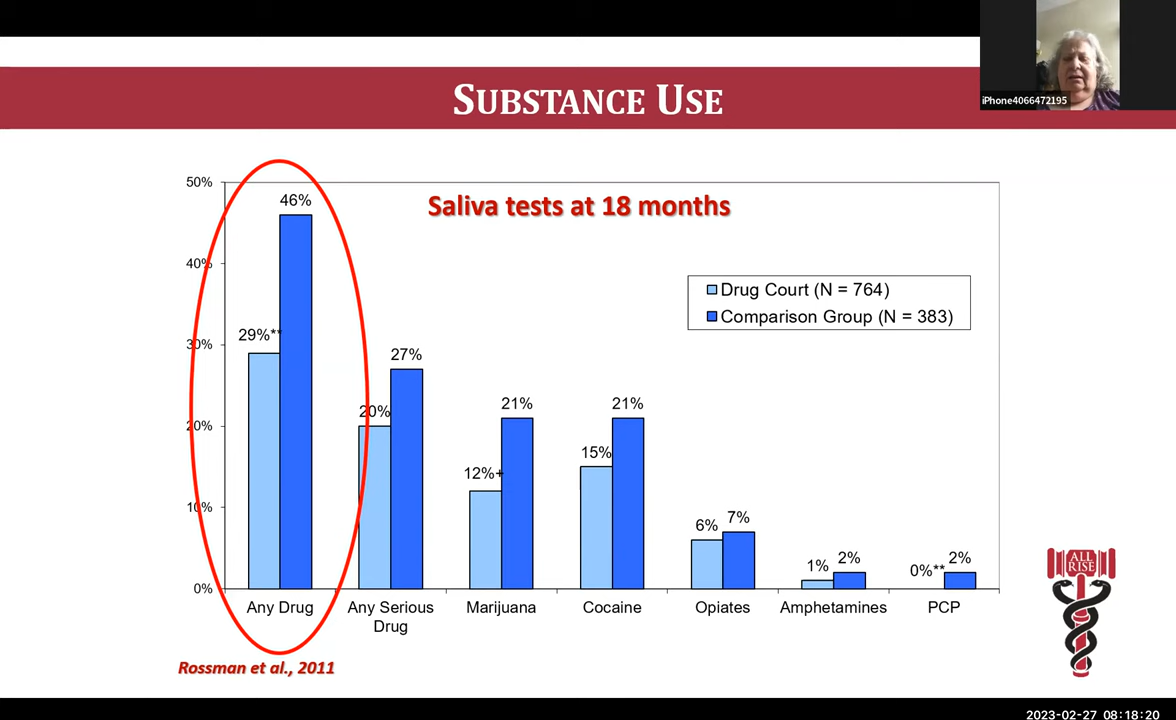 iPhone4066472195
SUBSTANCE USE
Saliva tests at 18 months
50%
40%
30%
20%
10%
0%
Drug Court (N = 764)
Comparison Group (N = 383)
29%**
46%
20%
27%
12%+
21%
15%
21%
6%
7%
1%
2%
0%**
2%
Any Drug
Any Serious
Drug
Marijuana
Cocaine
Opiates
Amphetamines
PCP
Rossman et al., 2011
ALL
RISE
2023-02-27 08:18:20